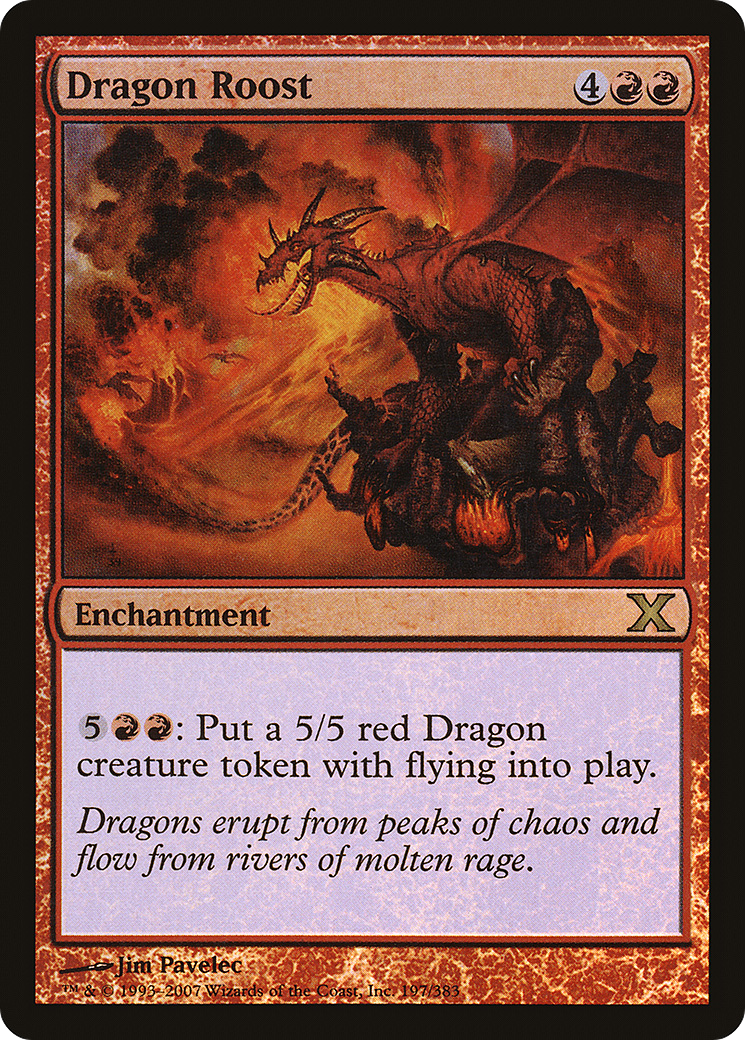 Dragon Roost 4
Enchantment X
5: Put a 5/5 red Dragon
creature token with flying into play.
Dragons erupt from peaks of chaos and
flow from rivers of molten rage.
Jim Pavelec
™ & © 1993–2007 Wizards of the Coast, Inc. 197/383